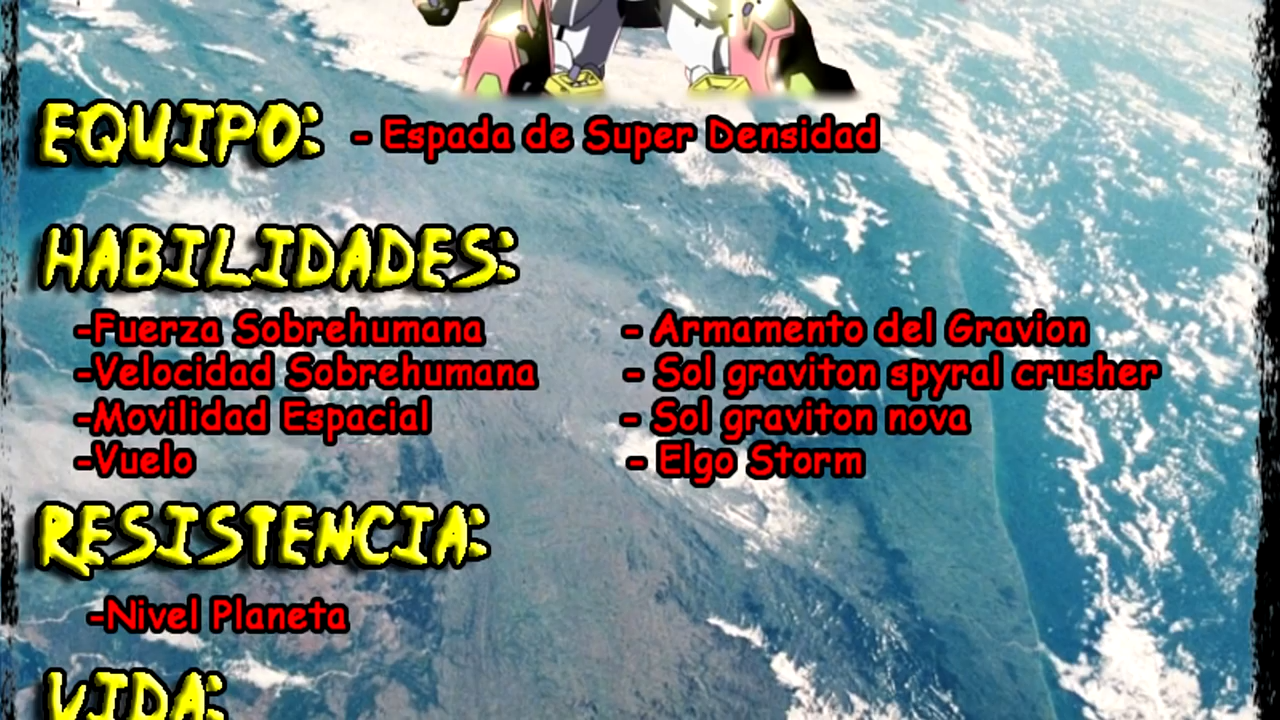 EQUIPO: - Espada de Super Densidad
HABILIDADES:
-Fuerza Sobrehumana
-Velocidad Sobrehumana
-Movilidad Espacial
-Vuelo
- Armamento del Gravion
- Sol graviton spyral crusher
- Sol graviton nova
- Elgo Storm
RESISTENCIA:
-Nivel Planeta
VIDA: